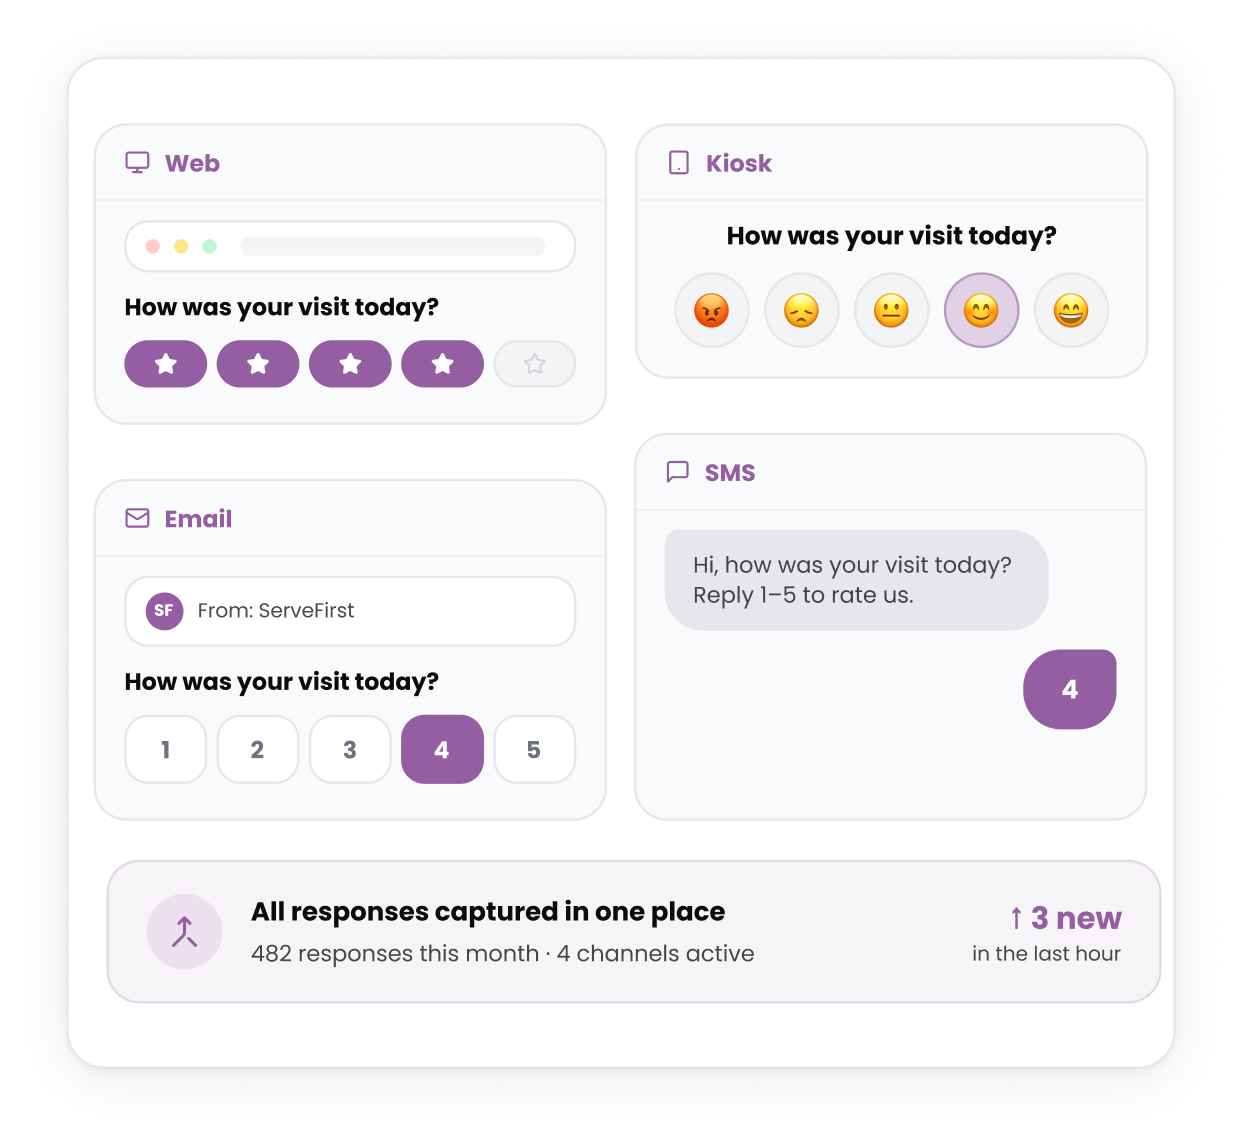 Web
How was your visit today?
Kiosk
How was your visit today?
Email
SF From: ServeFirst
How was your visit today?
1 2 3 4 5
SMS
Hi, how was your visit today?
Reply 1–5 to rate us.
4
All responses captured in one place
482 responses this month · 4 channels active
↑ 3 new
in the last hour